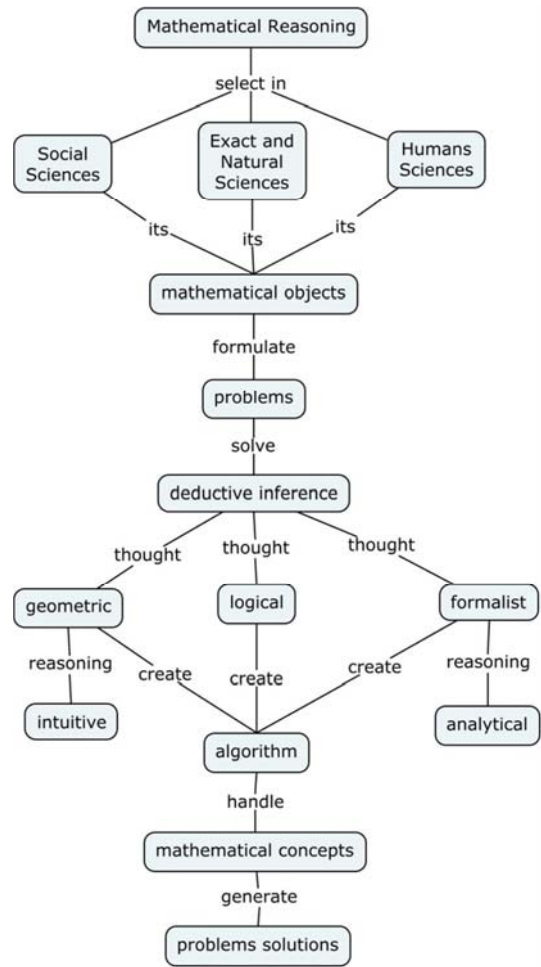 Mathematical Reasoning
select in
Social
Sciences
Exact and
Natural
Sciences
Humans
Sciences
its
its
its
mathematical objects
formulate
problems
solve
deductive inference
thought
thought
thought
geometric
logical
formalist
reasoning
create
create
create
reasoning
intuitive
analytical
algorithm
handle
mathematical concepts
generate
problems solutions